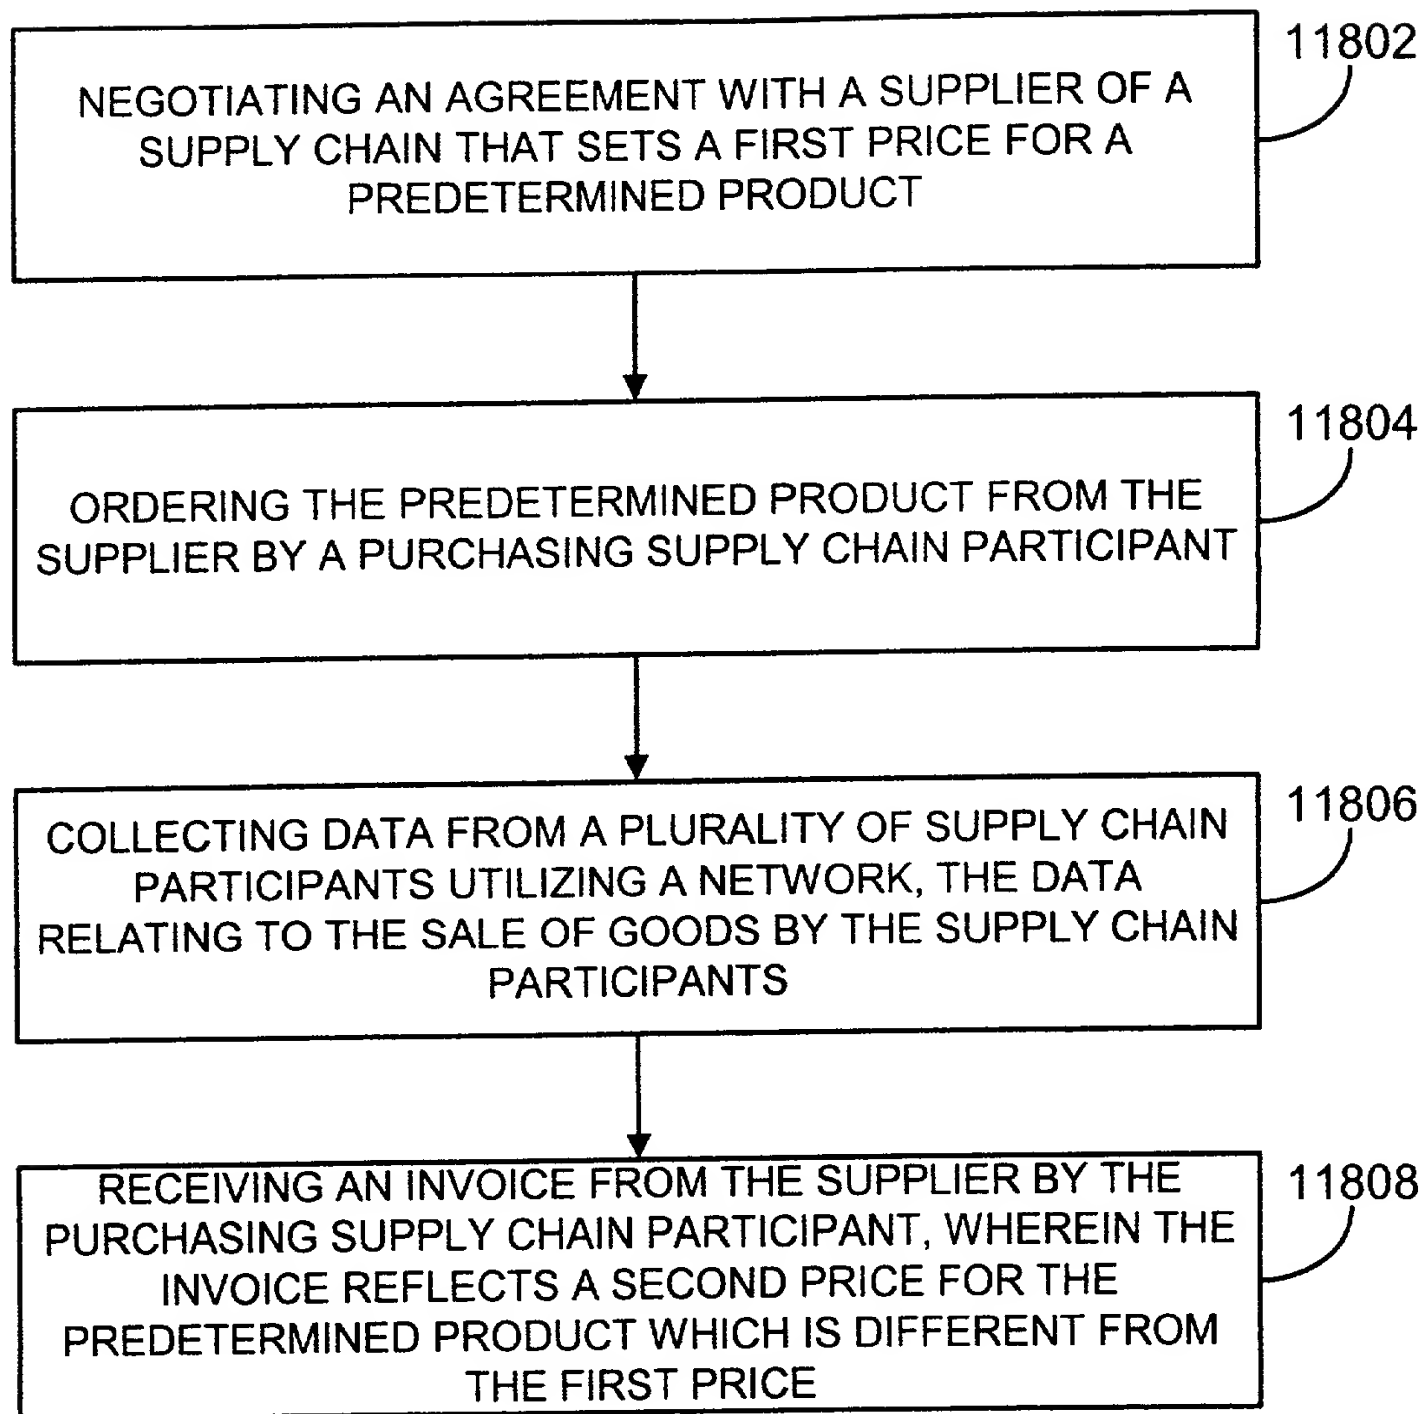 11802
NEGOTIATING AN AGREEMENT WITH A SUPPLIER OF A
SUPPLY CHAIN THAT SETS A FIRST PRICE FOR A
PREDETERMINED PRODUCT
11804
ORDERING THE PREDETERMINED PRODUCT FROM THE
SUPPLIER BY A PURCHASING SUPPLY CHAIN PARTICIPANT
11806
COLLECTING DATA FROM A PLURALITY OF SUPPLY CHAIN
PARTICIPANTS UTILIZING A NETWORK, THE DATA
RELATING TO THE SALE OF GOODS BY THE SUPPLY CHAIN
PARTICIPANTS
11808
RECEIVING AN INVOICE FROM THE SUPPLIER BY THE
PURCHASING SUPPLY CHAIN PARTICIPANT, WHEREIN THE
INVOICE REFLECTS A SECOND PRICE FOR THE
PREDETERMINED PRODUCT WHICH IS DIFFERENT FROM
THE FIRST PRICE